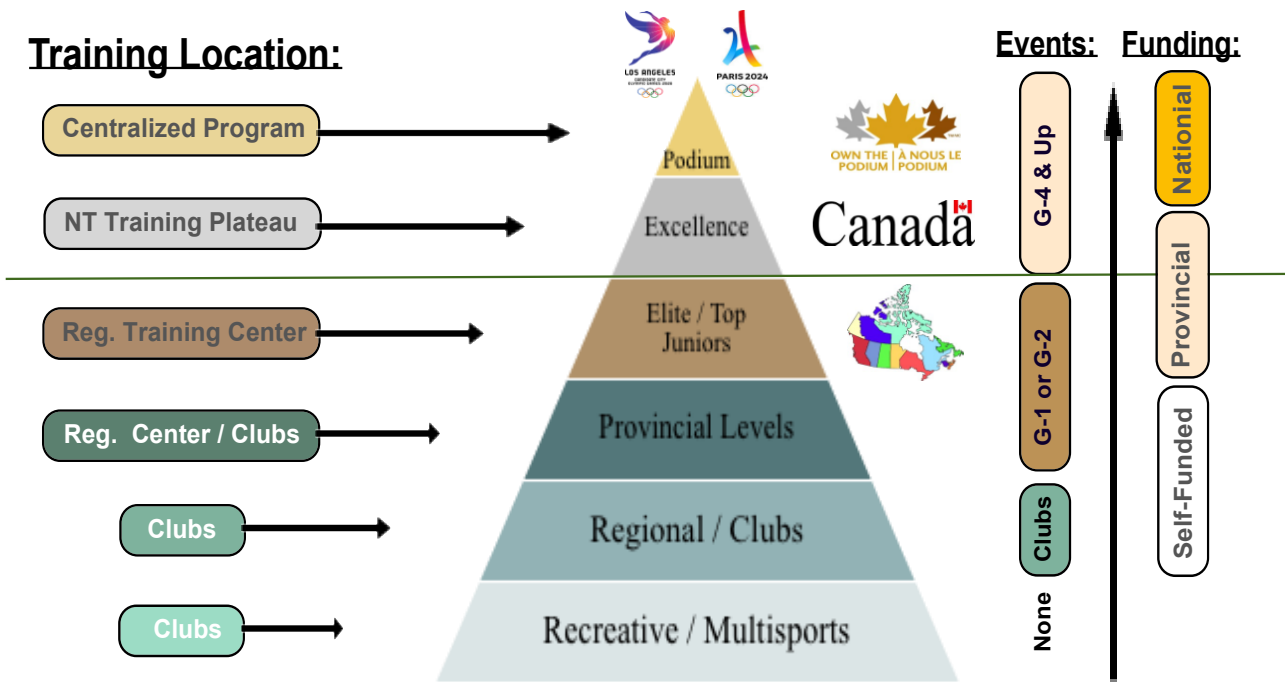 Training Location:
Events:
Funding:
LOS ANGELES
PARIS 2024
Centralized Program
Podium
OWN THE | À NOUS LE
PODIUM | PODIUM
G-4 & Up
Nationial
NT Training Plateau
Excellence
Canada
Provincial
Reg. Training Center
Elite / Top
Juniors
G-1 or G-2
Reg. Center / Clubs
Provincial Levels
Self-Funded
Clubs
Regional / Clubs
Clubs
Clubs
Recreative / Multisports
None